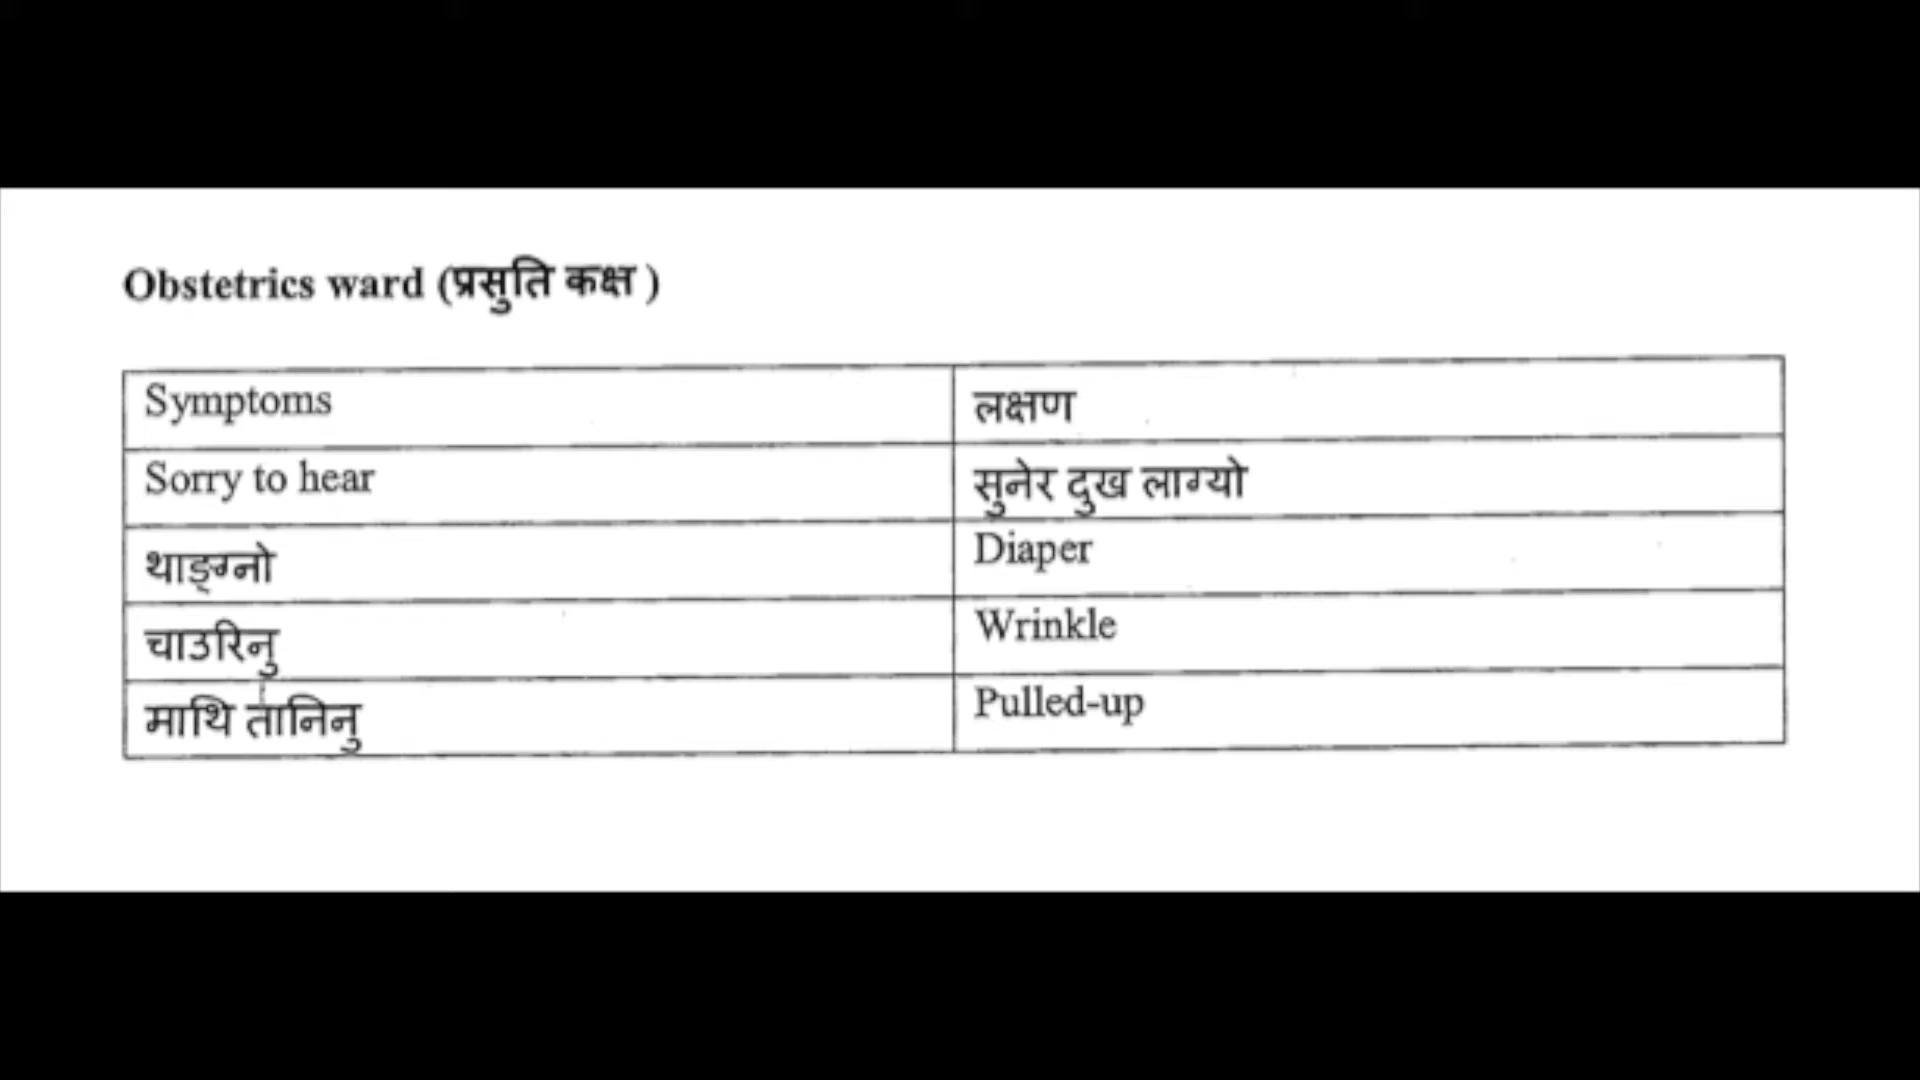 Obstetrics ward (प्रसुति कक्ष )
Symptoms लक्षण
Sorry to hear सुनेर दुख लाग्यो
थाङ्ग्नो Diaper
चाउरिनु Wrinkle
माथि तानिनु Pulled-up